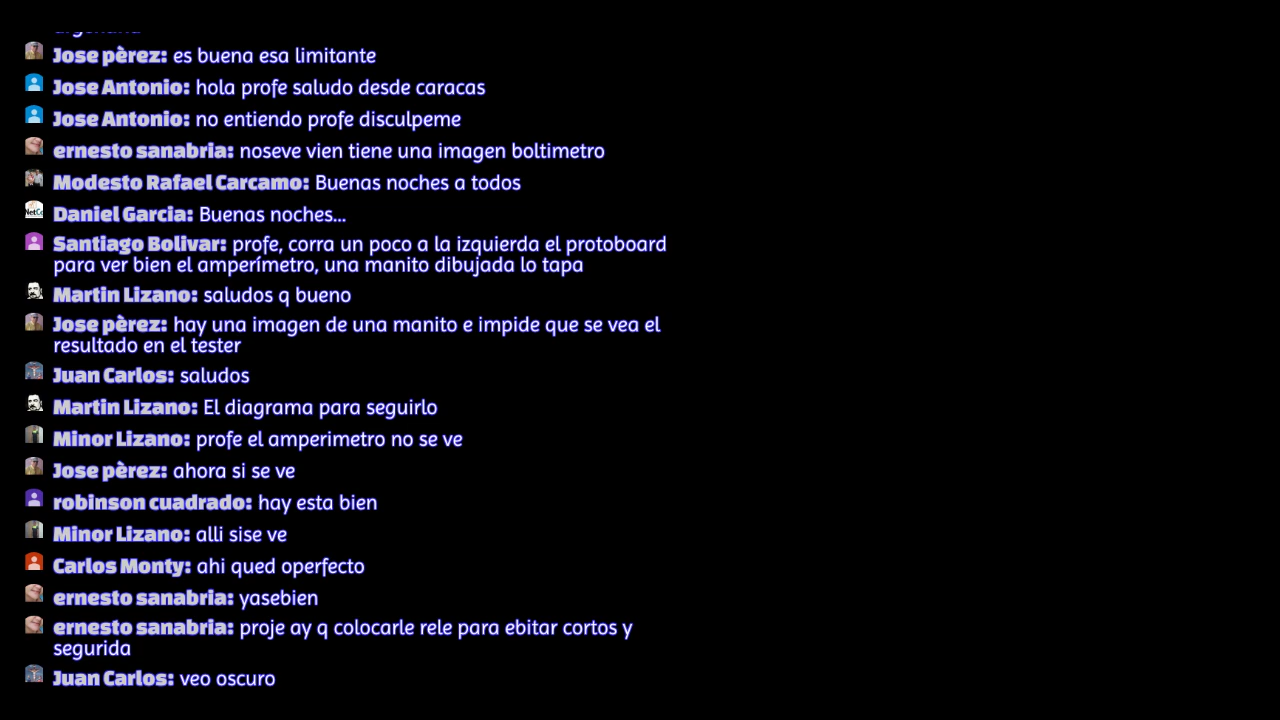 Jose pèrez: es buena esa limitante
Jose Antonio: hola profe saludo desde caracas
Jose Antonio: no entiendo profe disculpeme
ernesto sanabria: noseve vien tiene una imagen boltimetro
Modesto Rafael Carcamo: Buenas noches a todos
Daniel Garcia: Buenas noches...
Santiago Bolivar: profe, corra un poco a la izquierda el protoboard
para ver bien el amperímetro, una manito dibujada lo tapa
Martin Lizano: saludos q bueno
Jose pèrez: hay una imagen de una manito e impide que se vea el
resultado en el tester
Juan Carlos: saludos
Martin Lizano: El diagrama para seguirlo
Minor Lizano: profe el amperimetro no se ve
Jose pèrez: ahora si se ve
robinson cuadrado: hay esta bien
Minor Lizano: alli sise ve
Carlos Monty: ahi qued operfecto
ernesto sanabria: yasebien
ernesto sanabria: proje ay q colocarle rele para ebitar cortos y
segurida
Juan Carlos: veo oscuro